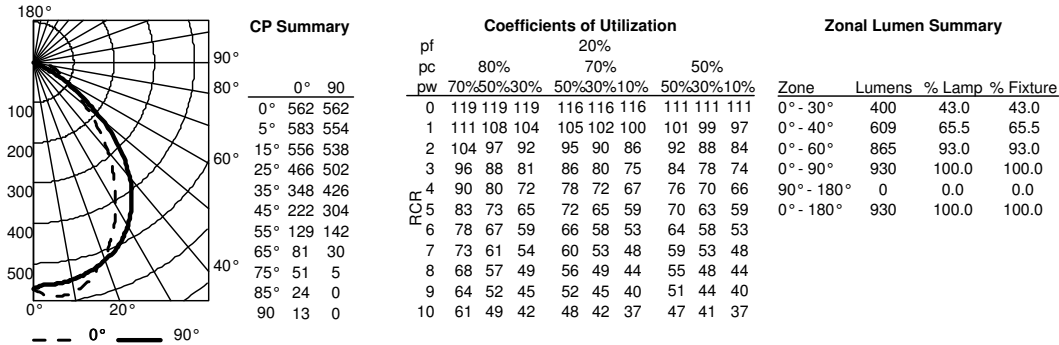 180°
90°
80°
100
200
60°
300
400
500
40°
0°
20°
0° 90°
CP Summary
0° 90
0° 562 562
5° 583 554
15° 556 538
25° 466 502
35° 348 426
45° 222 304
55° 129 142
65° 81 30
75° 51 5
85° 24 0
90 13 0
Coefficients of Utilization
pf 20%
pc 80% 70% 50%
pw 70%50%30% 50%30%10% 50%30%10%
RCR
0 119 119 119 116 116 116 111 111 111
1 111 108 104 105 102 100 101 99 97
2 104 97 92 95 90 86 92 88 84
3 96 88 81 86 80 75 84 78 74
4 90 80 72 78 72 67 76 70 66
5 83 73 65 72 65 59 70 63 59
6 78 67 59 66 58 53 64 58 53
7 73 61 54 60 53 48 59 53 48
8 68 57 49 56 49 44 55 48 44
9 64 52 45 52 45 40 51 44 40
10 61 49 42 48 42 37 47 41 37
Zonal Lumen Summary
Zone Lumens % Lamp % Fixture
0°- 30° 400 43.0 43.0
0°- 40° 609 65.5 65.5
0°- 60° 865 93.0 93.0
0°- 90° 930 100.0 100.0
90°- 180° 0 0.0 0.0
0°- 180° 930 100.0 100.0